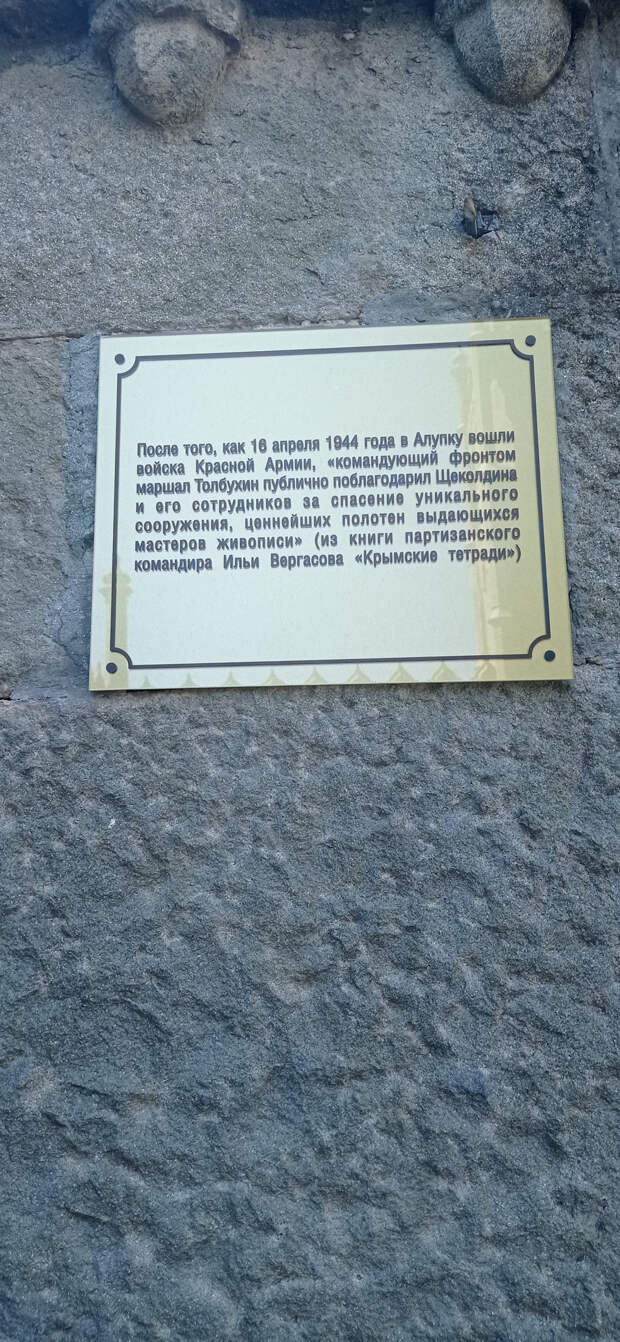 После того, как 16 апреля 1944 года в Алупку вошли
войска Красной Армии, «командующий фронтом
маршал Толбухин публично поблагодарил Щеколдина
и его сотрудников за спасение уникального
сооружения, ценнейших полотен выдающихся
мастеров живописи» (из книги партизанского
командира Ильи Вергасова «Крымские тетради»)